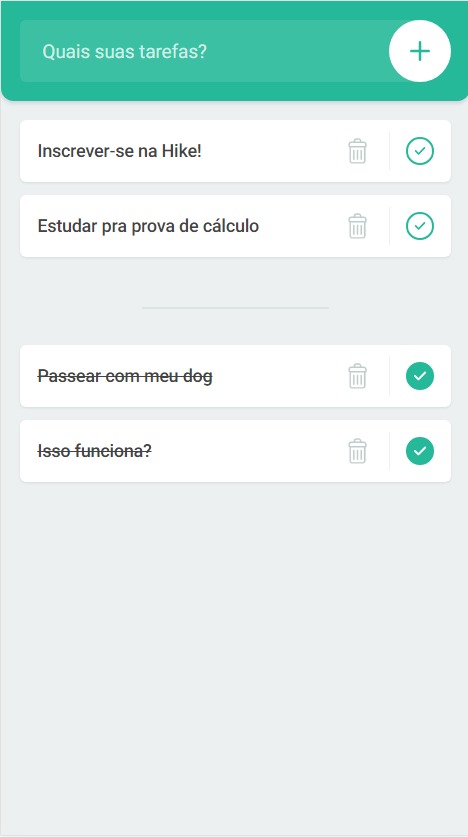 Quais suas tarefas?
Inscrever-se na Hike!
Estudar pra prova de cálculo
Passear com meu dog
Isso funciona?